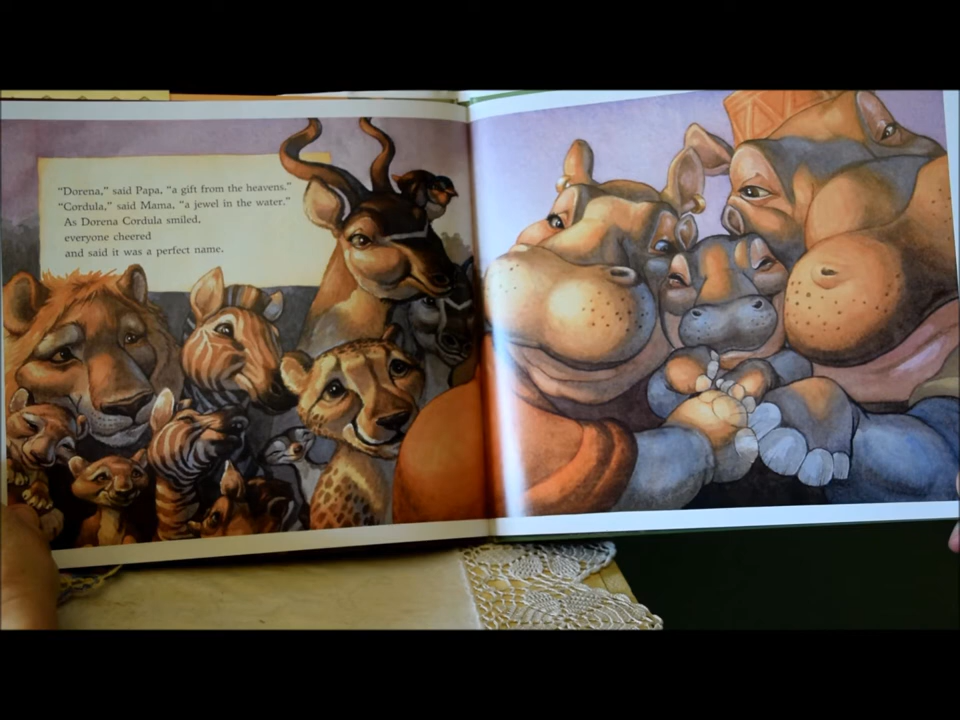 “Dorena,” said Papa, “a gift from the heavens.”
“Cordula,” said Mama, “a jewel in the water.”
As Dorena Cordula smiled,
everyone cheered
and said it was a perfect name.